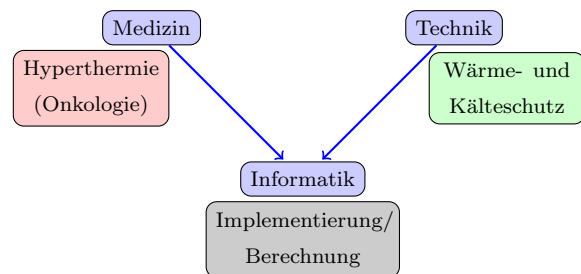 Medizin
Technik
Hyperthermie
(Onkologie)
Wärme- und
Kälteschutz
Informatik
Implementierung/
Berechnung